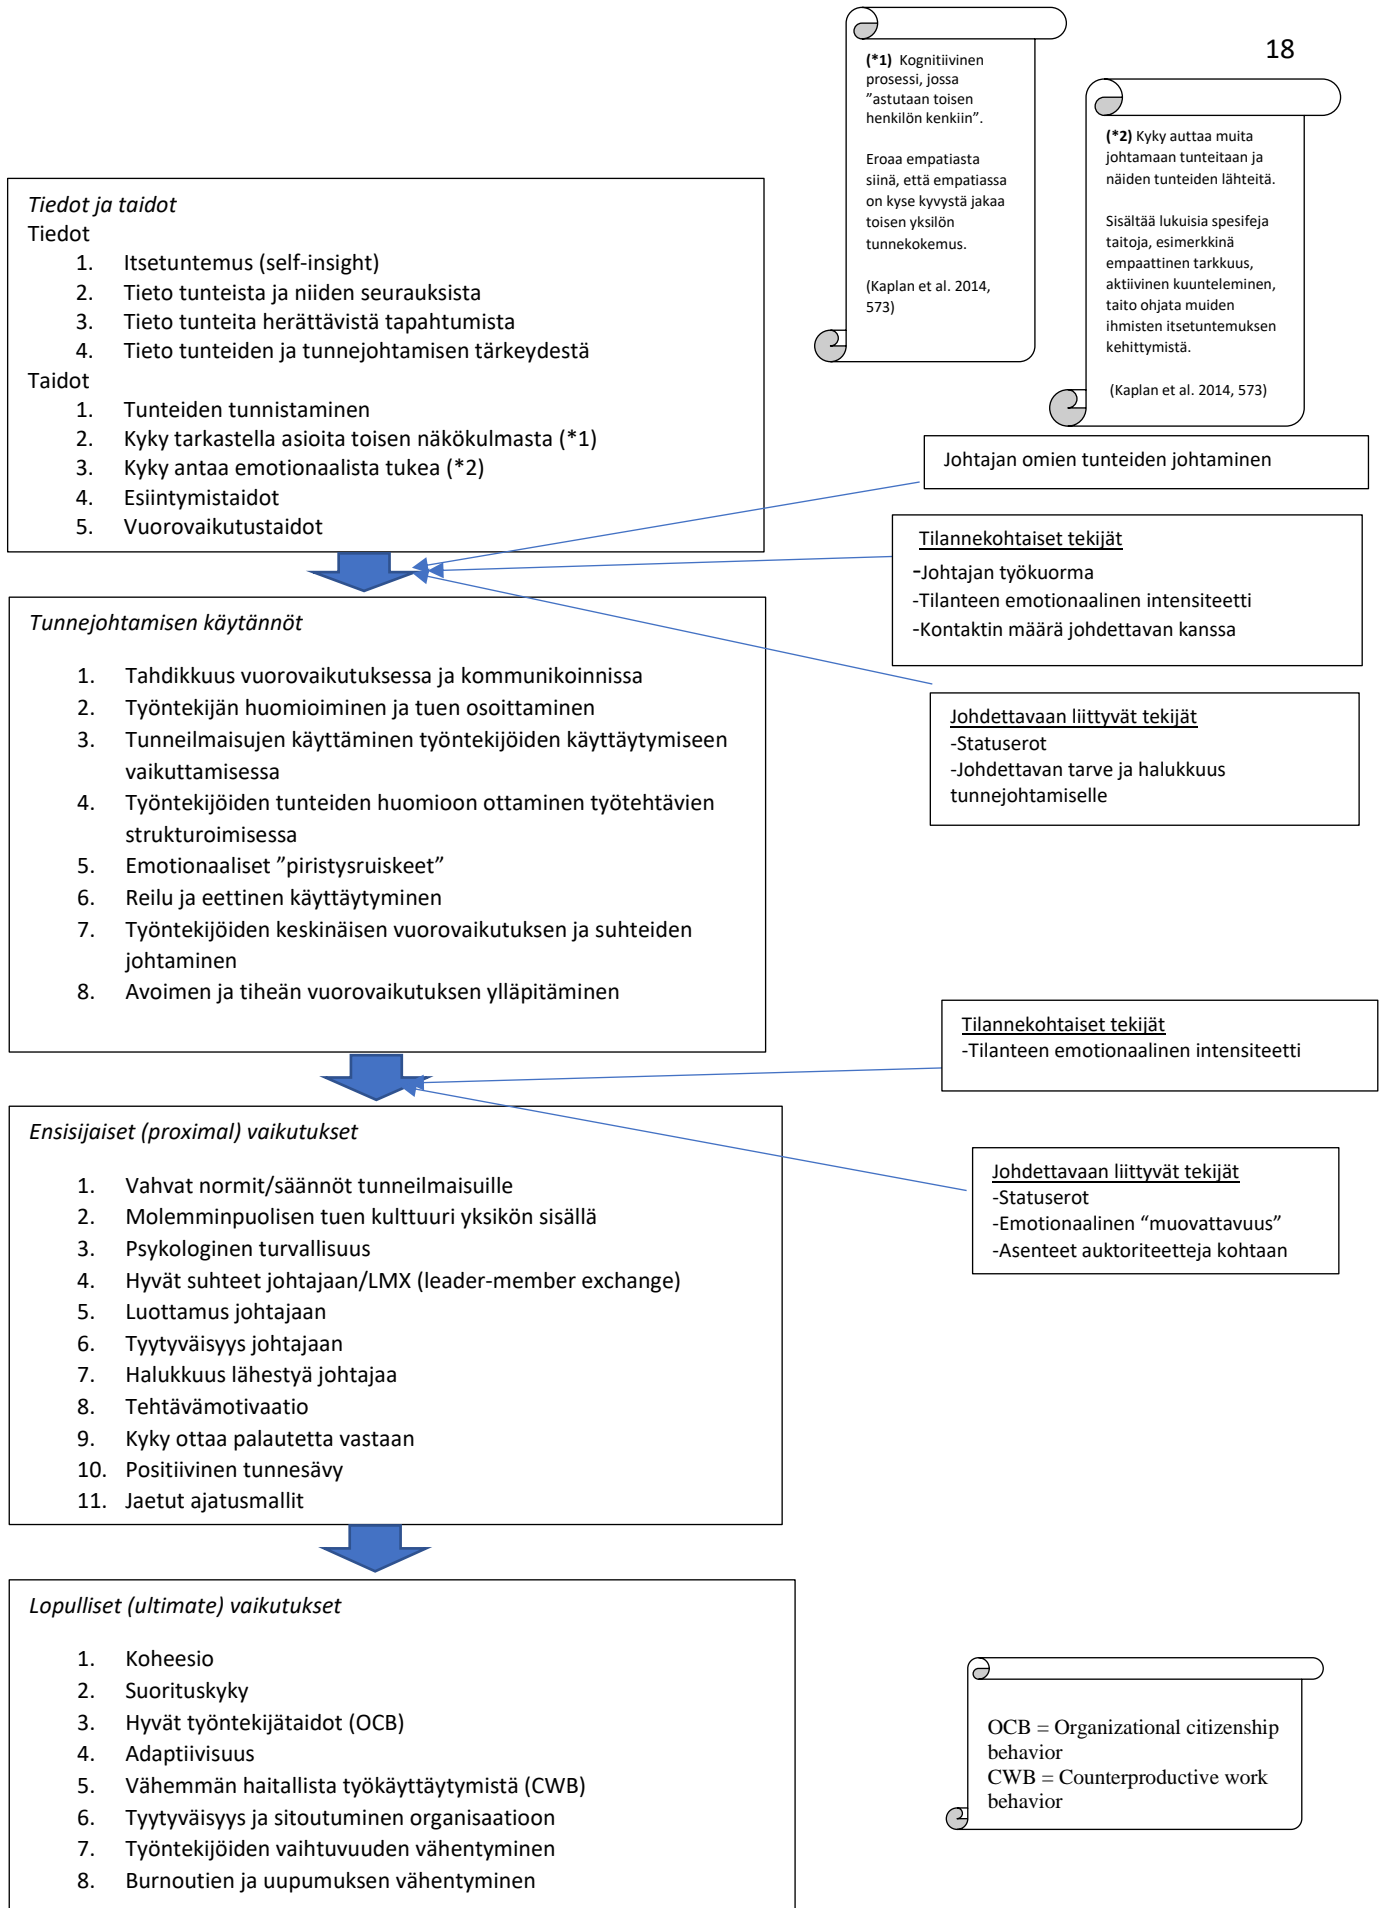 18
(*1) Kognitiivinen
prosessi, jossa
”astutaan toisen
henkilön kenkiin”.
Eroaa empatiasta
siinä, että empatiassa
on kyse kyvystä jakaa
toisen yksilön
tunnekokemus.
(Kaplan et al. 2014,
573)
(*2) Kyky auttaa muita
johtamaan tunteitaan ja
näiden tunteiden lähteitä.
Sisältää lukuisia spesifejä
taitoja, esimerkkinä
empaattinen tarkkuus,
aktiivinen kuunteleminen,
taito ohjata muiden
ihmisten itsetuntemuksen
kehittymistä.
(Kaplan et al. 2014, 573)
Tiedot ja taidot
Tiedot
1. Itsetuntemus (self-insight)
2. Tieto tunteista ja niiden seurauksista
3. Tieto tunteita herättävistä tapahtumista
4. Tieto tunteiden ja tunnejohtamisen tärkeydestä
Taidot
1. Tunteiden tunnistaminen
2. Kyky tarkastella asioita toisen näkökulmasta (*1)
3. Kyky antaa emotionaalista tukea (*2)
4. Esiintymistaidot
5. Vuorovaikutustaidot
Johtajan omien tunteiden johtaminen
Tilannekohtaiset tekijät
-Johtajan työkuorma
-Tilanteen emotionaalinen intensiteetti
-Kontaktin määrä johdettavan kanssa
Johdettavaan liittyvät tekijät
-Statuserot
-Johdettavan tarve ja halukkuus
tunnejohtamiselle
Tunnejohtamisen käytännöt
1. Tahdikkuus vuorovaikutuksessa ja kommunikoinnissa
2. Työntekijän huomioiminen ja tuen osoittaminen
3. Tunneilmaisujen käyttäminen työntekijöiden käyttäytymiseen
vaikuttamisessa
4. Työntekijöiden tunteiden huomioon ottaminen työtehtävien
strukturoimisessa
5. Emotionaaliset ”piristysruiskeet”
6. Reilu ja eettinen käyttäytyminen
7. Työntekijöiden keskinäisen vuorovaikutuksen ja suhteiden
johtaminen
8. Avoimen ja tiheän vuorovaikutuksen ylläpitäminen
Tilannekohtaiset tekijät
-Tilanteen emotionaalinen intensiteetti
Johdettavaan liittyvät tekijät
-Statuserot
-Emotionaalinen “muovattavuus”
-Asenteet auktoriteetteja kohtaan
Ensisijaiset (proximal) vaikutukset
1. Vahvat normit/säännöt tunneilmaisuille
2. Molemminpuolisen tuen kulttuuri yksikön sisällä
3. Psykologinen turvallisuus
4. Hyvät suhteet johtajaan/LMX (leader-member exchange)
5. Luottamus johtajaan
6. Tyytyväisyys johtajaan
7. Halukkuus lähestyä johtajaa
8. Tehtävämotivaatio
9. Kyky ottaa palautetta vastaan
10. Positiivinen tunnesävy
11. Jaetut ajatusmallit
Lopulliset (ultimate) vaikutukset
1. Koheesio
2. Suorituskyky
3. Hyvät työntekijätaidot (OCB)
4. Adaptiivisuus
5. Vähemmän haitallista työkäyttäytymistä (CWB)
6. Tyytyväisyys ja sitoutuminen organisaatioon
7. Työntekijöiden vaihtuvuuden vähentyminen
8. Burnoutien ja uupumuksen vähentyminen
OCB = Organizational citizenship
behavior
CWB = Counterproductive work
behavior